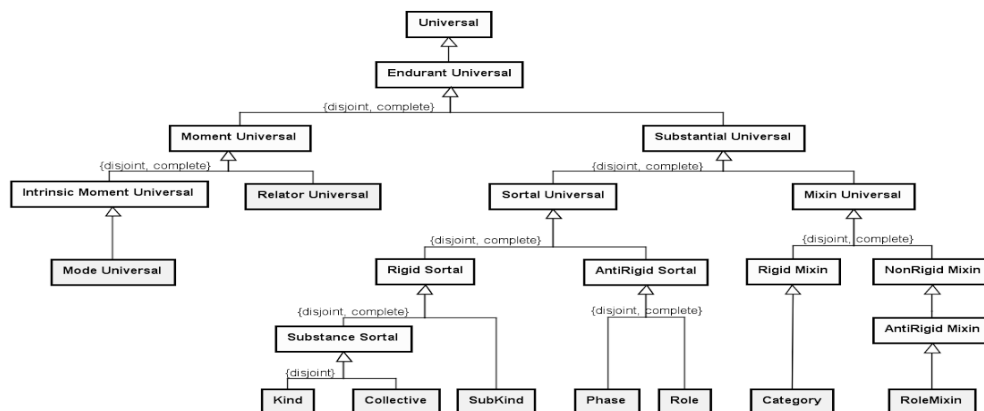 Universal
Endurant Universal
{disjoint, complete}
Moment Universal
Substantial Universal
{disjoint, complete}
{disjoint, complete}
Intrinsic Moment Universal
Relator Universal
Sortal Universal
Mixin Universal
{disjoint, complete}
{disjoint, complete}
Mode Universal
Rigid Sortal
AntiRigid Sortal
Rigid Mixin
NonRigid Mixin
{disjoint, complete}
{disjoint, complete}
Substance Sortal
AntiRigid Mixin
{disjoint}
Kind
Collective
SubKind
Phase
Role
Category
RoleMixin